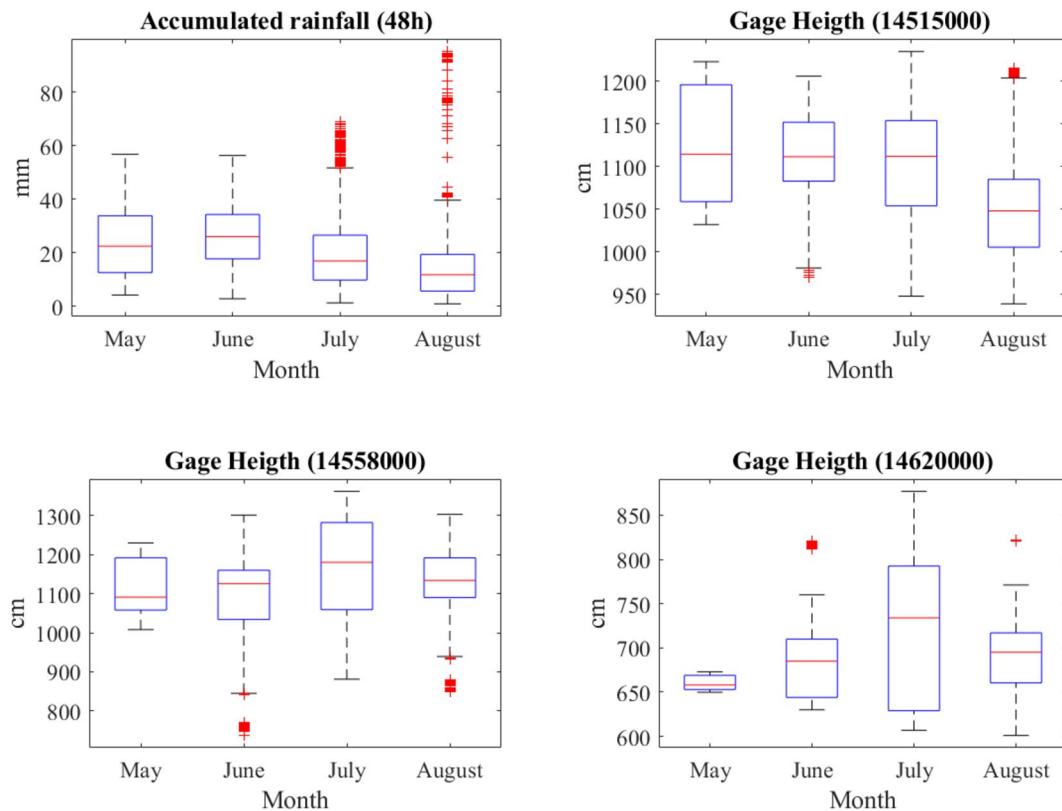 Accumulated rainfall (48h)
80
60
40
20
0
mm
May June July August
Month
Gage Heigth (14515000)
1200
1150
1100
1050
1000
950
cm
May June July August
Month
Gage Heigth (14558000)
1300
1200
1100
1000
900
800
cm
May June July August
Month
Gage Heigth (14620000)
850
800
750
700
650
600
cm
May June July August
Month